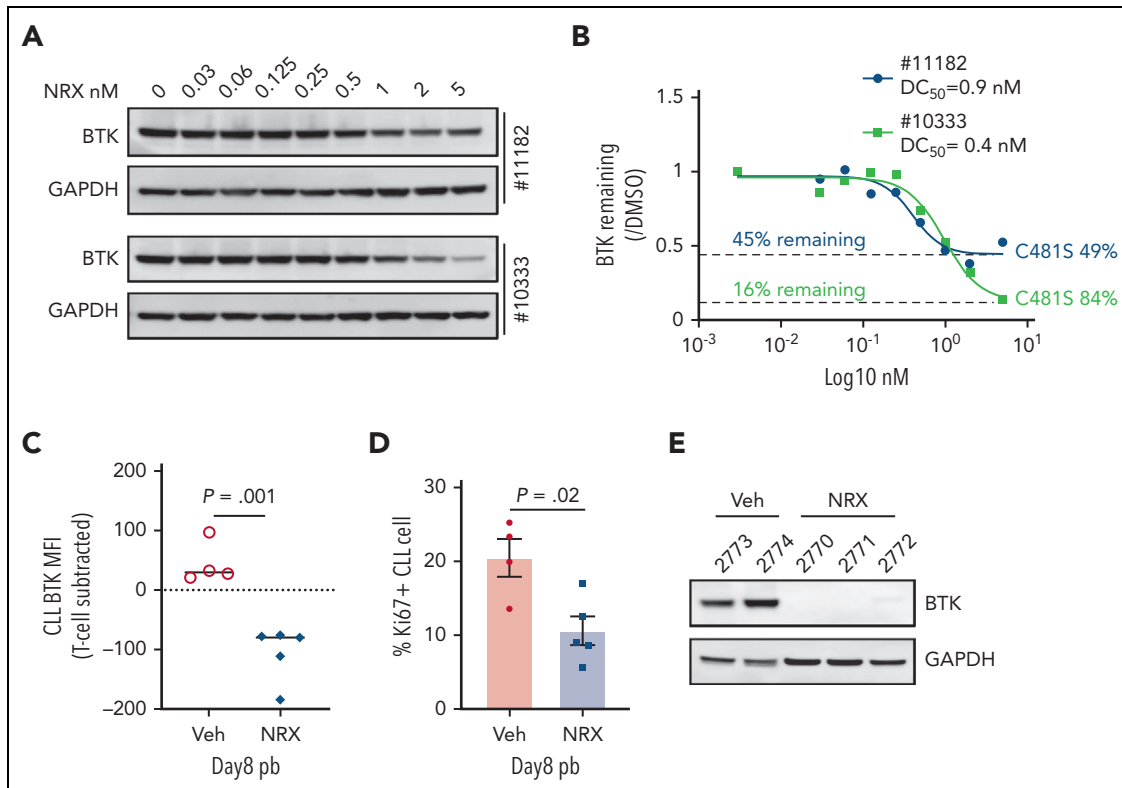 A
NRX nM
0
0.03
0.06
0.125
0.25
0.5
1
2
5
BTK
GAPDH
#11182
BTK
GAPDH
#10333
B
#11182
DC50=0.9 nM
#10333
DC50= 0.4 nM
BTK remaining
(/DMSO)
1
0.5
0
45% remaining
C481S 49%
16% remaining
C481S 84%
10-3
10-2
10-1
100
101
Log10 nM
C
CLL BTK MFI
(T-cell subtracted)
200
100
0
–100
–200
P = .001
Veh
NRX
Day8 pb
D
% Ki67+ CLL cell
30
20
10
0
P = .02
Veh
NRX
Day8 pb
E
Veh
NRX
2773
2774
2770
2771
2772
BTK
GAPDH